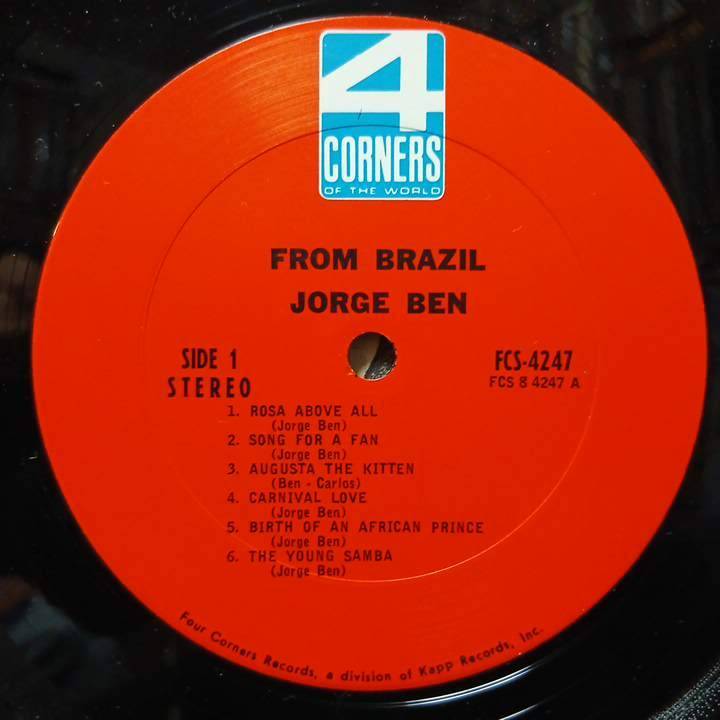 4
CORNERS
OF THE WORLD
FROM BRAZIL
JORGE BEN
SIDE 1
STEREO
FCS-4247
FCS 8 4247 A
1. ROSA ABOVE ALL
(Jorge Ben)
2. SONG FOR A FAN
(Jorge Ben)
3. AUGUSTA THE KITTEN
(Ben - Carlos)
4. CARNIVAL LOVE
(Jorge Ben)
5. BIRTH OF AN AFRICAN PRINCE
(Jorge Ben)
6. THE YOUNG SAMBA
(Jorge Ben)
Four Corners Records, a division of Kapp Records, Inc.